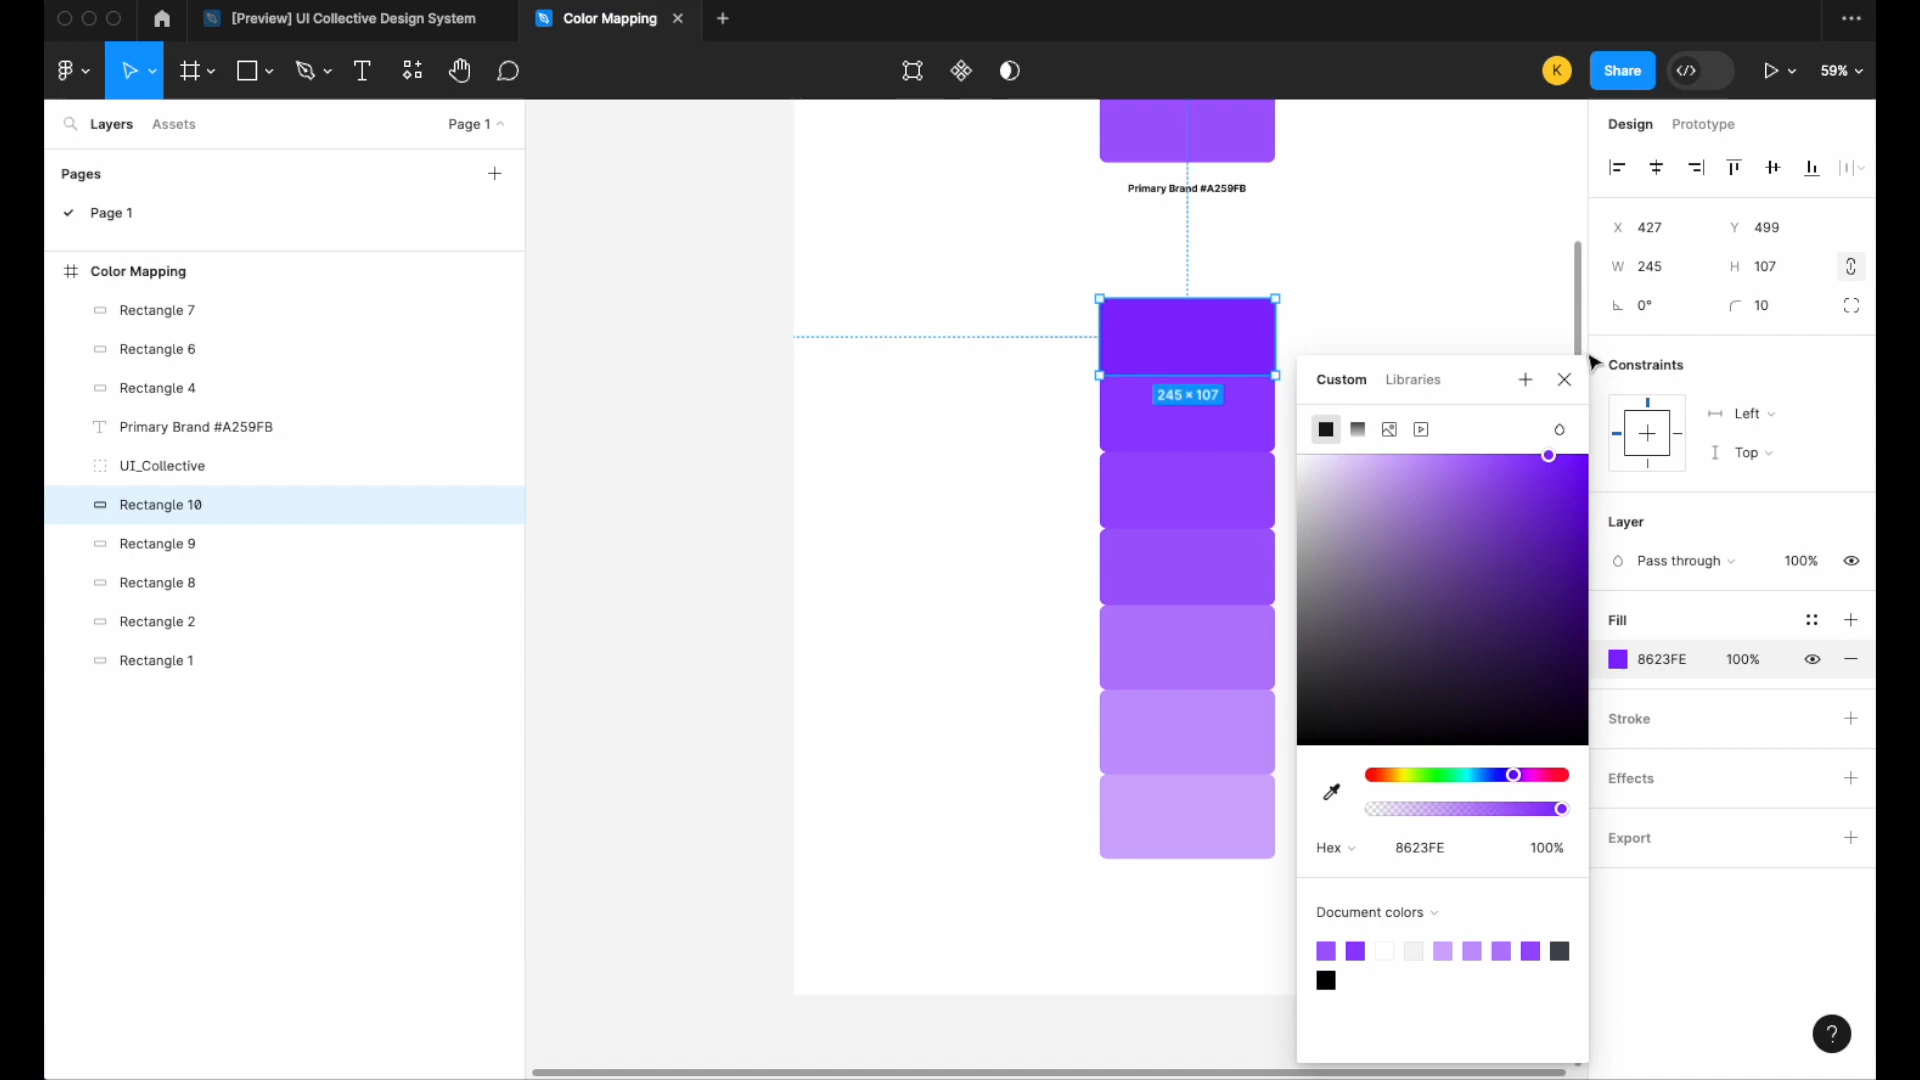 [Preview] UI Collective Design System
Color Mapping
K
Share
59%
Layers
Assets
Page 1
Pages
Page 1
Color Mapping
Rectangle 7
Rectangle 6
Rectangle 4
Primary Brand #A259FB
UI_Collective
Rectangle 10
Rectangle 9
Rectangle 8
Rectangle 2
Rectangle 1
Primary Brand #A259FB
245 × 107
Custom
Libraries
Hex
8623FE
100%
Document colors
Design
Prototype
X 427
Y 499
W 245
H 107
0°
10
Constraints
Left
Top
Layer
Pass through
100%
Fill
8623FE
100%
Stroke
Effects
Export
?